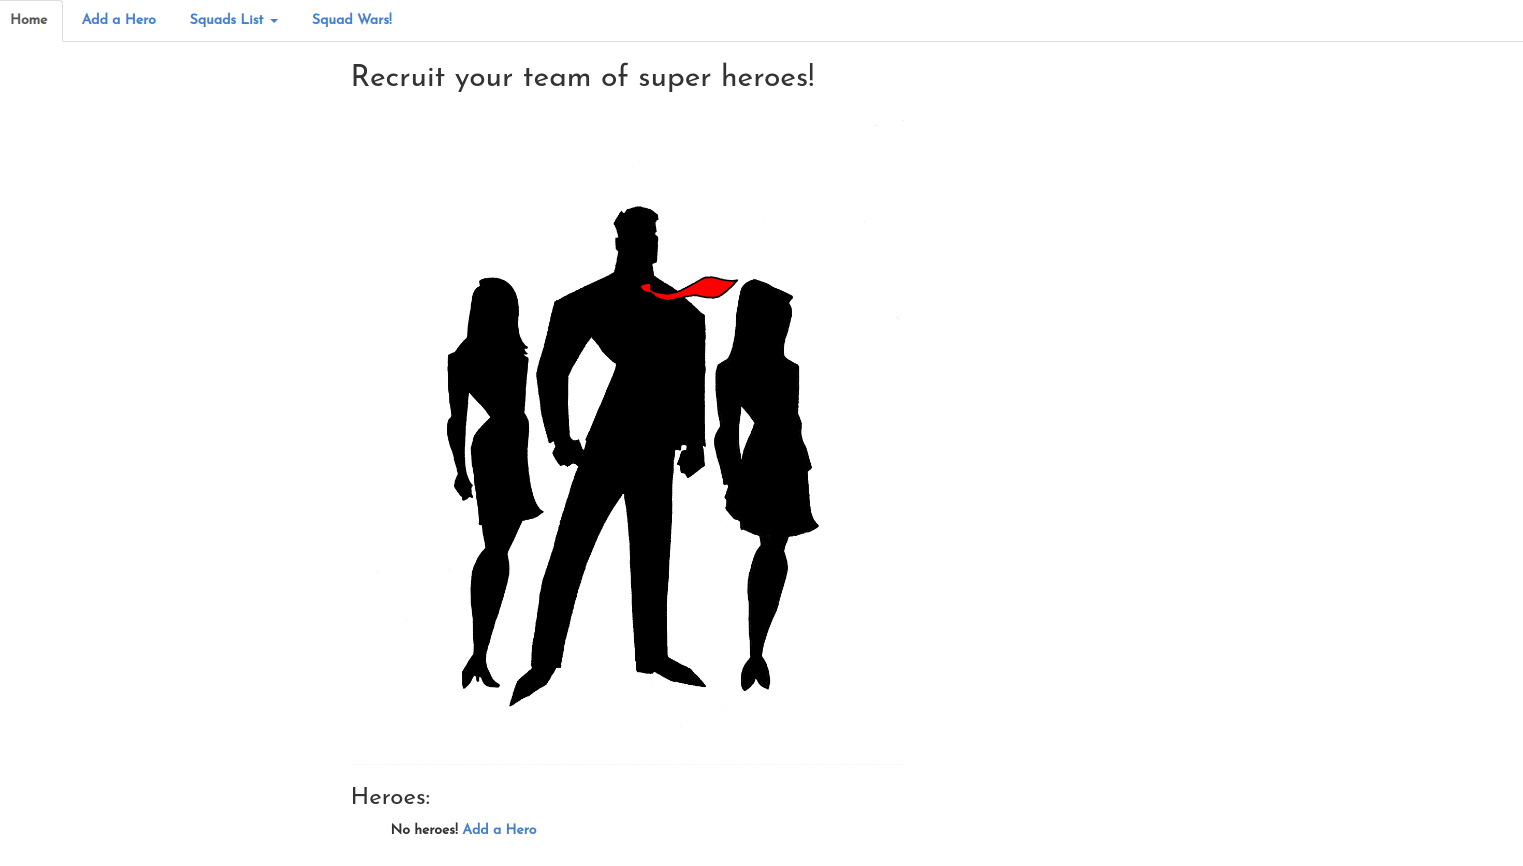 Home Add a Hero Squads List Squad Wars!
Recruit your team of super heroes!
Heroes:
No heroes! Add a Hero